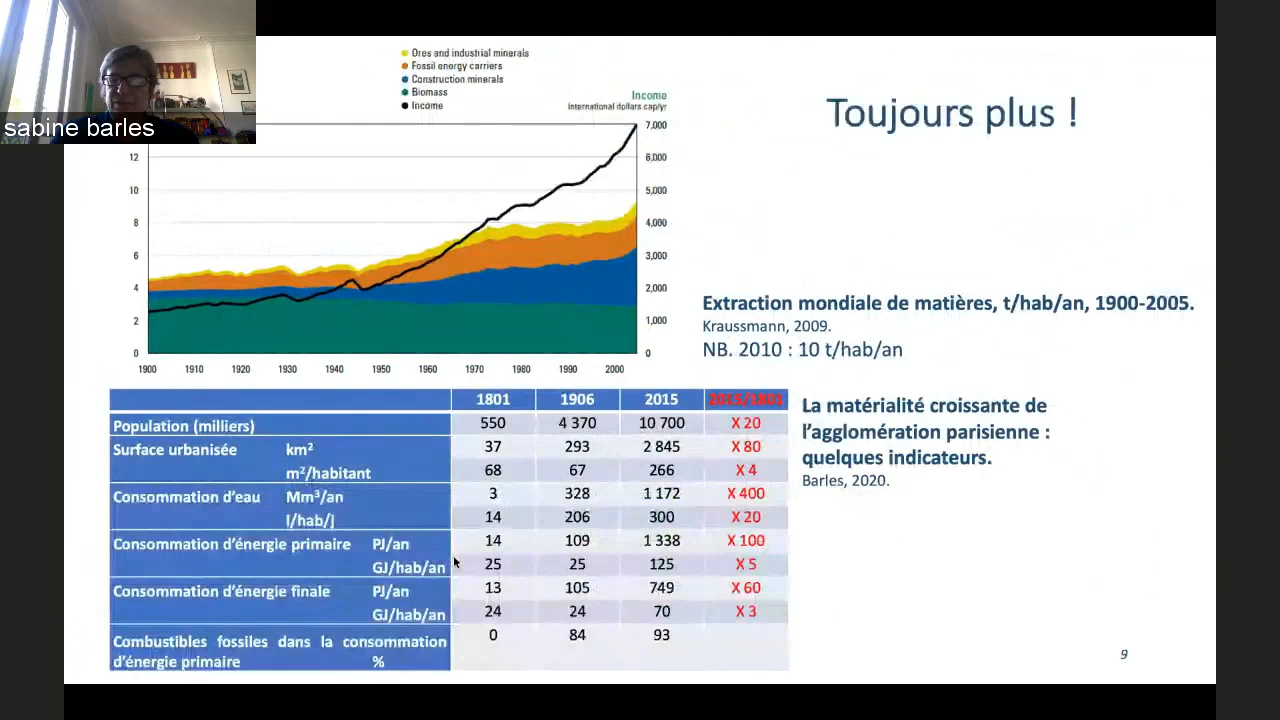 sabine barles
Ores and industrial minerals
Fossil energy carriers
Construction minerals
Biomass
Income
Income
International dollars cap/yr
12
10
8
6
4
2
0
7,000
6,000
5,000
4,000
3,000
2,000
1,000
0
1900 1910 1920 1930 1940 1950 1960 1970 1980 1990 2000
Toujours plus !
Extraction mondiale de matières, t/hab/an, 1900-2005.
Kraussmann, 2009.
NB. 2010 : 10 t/hab/an
1801 1906 2015 2015/1801
Population (milliers) 550 4 370 10 700 X 20
Surface urbanisée km² 37 293 2 845 X 80
m²/habitant 68 67 266 X 4
Consommation d'eau Mm³/an 3 328 1 172 X 400
l/hab/j 14 206 300 X 20
Consommation d'énergie primaire PJ/an 14 109 1 338 X 100
GJ/hab/an 25 25 125 X 5
Consommation d'énergie finale PJ/an 13 105 749 X 60
GJ/hab/an 24 24 70 X 3
Combustibles fossiles dans la consommation 0 84 93
d'énergie primaire %
La matérialité croissante de
l'agglomération parisienne :
quelques indicateurs.
Barles, 2020.
9